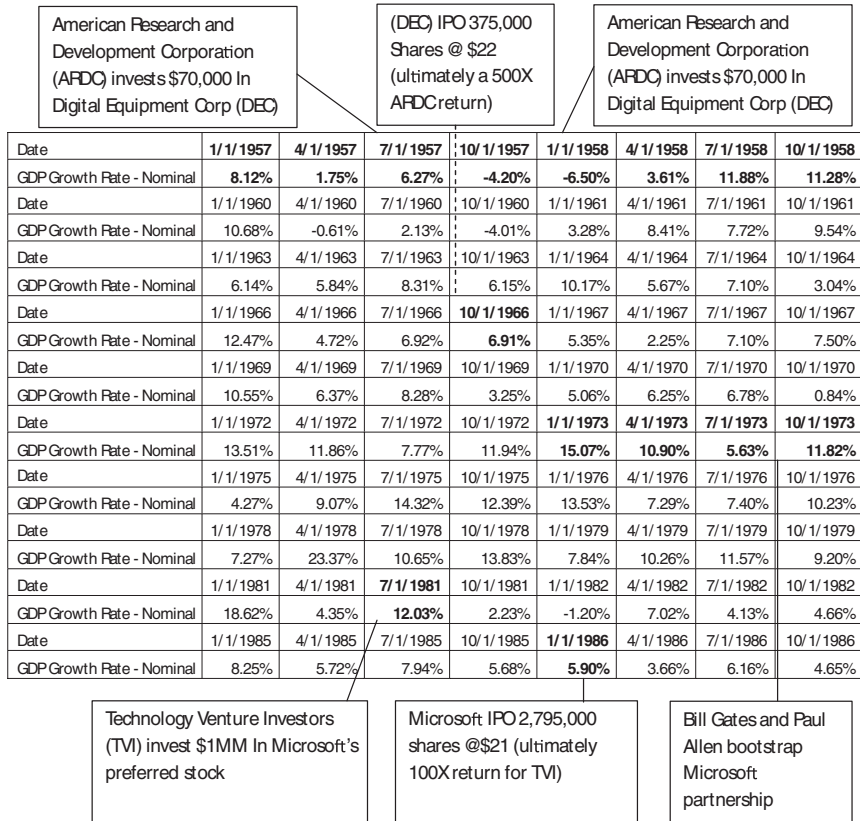 American Research and
Development Corporation
(ARDC) invests $70,000 In
Digital Equipment Corp (DEC)
(DEC) IPO 375,000
Shares @ $22
(ultimately a 500X
ARDC return)
American Research and
Development Corporation
(ARDC) invests $70,000 In
Digital Equipment Corp (DEC)
Date 1/1/1957 4/1/1957 7/1/1957 10/1/1957 1/1/1958 4/1/1958 7/1/1958 10/1/1958
GDP Growth Rate - Nominal 8.12% 1.75% 6.27% -4.20% -6.50% 3.61% 11.88% 11.28%
Date 1/1/1960 4/1/1960 7/1/1960 10/1/1960 1/1/1961 4/1/1961 7/1/1961 10/1/1961
GDP Growth Rate - Nominal 10.68% -0.61% 2.13% -4.01% 3.28% 8.41% 7.72% 9.54%
Date 1/1/1963 4/1/1963 7/1/1963 10/1/1963 1/1/1964 4/1/1964 7/1/1964 10/1/1964
GDP Growth Rate - Nominal 6.14% 5.84% 8.31% 6.15% 10.17% 5.67% 7.10% 3.04%
Date 1/1/1966 4/1/1966 7/1/1966 10/1/1966 1/1/1967 4/1/1967 7/1/1967 10/1/1967
GDP Growth Rate - Nominal 12.47% 4.72% 6.92% 6.91% 5.35% 2.25% 7.10% 7.50%
Date 1/1/1969 4/1/1969 7/1/1969 10/1/1969 1/1/1970 4/1/1970 7/1/1970 10/1/1970
GDP Growth Rate - Nominal 10.55% 6.37% 8.28% 3.25% 5.06% 6.25% 6.78% 0.84%
Date 1/1/1972 4/1/1972 7/1/1972 10/1/1972 1/1/1973 4/1/1973 7/1/1973 10/1/1973
GDP Growth Rate - Nominal 13.51% 11.86% 7.77% 11.94% 15.07% 10.90% 5.63% 11.82%
Date 1/1/1975 4/1/1975 7/1/1975 10/1/1975 1/1/1976 4/1/1976 7/1/1976 10/1/1976
GDP Growth Rate - Nominal 4.27% 9.07% 14.32% 12.39% 13.53% 7.29% 7.40% 10.23%
Date 1/1/1978 4/1/1978 7/1/1978 10/1/1978 1/1/1979 4/1/1979 7/1/1979 10/1/1979
GDP Growth Rate - Nominal 7.27% 23.37% 10.65% 13.83% 7.84% 10.26% 11.57% 9.20%
Date 1/1/1981 4/1/1981 7/1/1981 10/1/1981 1/1/1982 4/1/1982 7/1/1982 10/1/1982
GDP Growth Rate - Nominal 18.62% 4.35% 12.03% 2.23% -1.20% 7.02% 4.13% 4.66%
Date 1/1/1985 4/1/1985 7/1/1985 10/1/1985 1/1/1986 4/1/1986 7/1/1986 10/1/1986
GDP Growth Rate - Nominal 8.25% 5.72% 7.94% 5.68% 5.90% 3.66% 6.16% 4.65%
Technology Venture Investors
(TVI) invest $1MM In Microsoft's
preferred stock
Microsoft IPO 2,795,000
shares @$21 (ultimately
100X return for TVI)
Bill Gates and Paul
Allen bootstrap
Microsoft
partnership